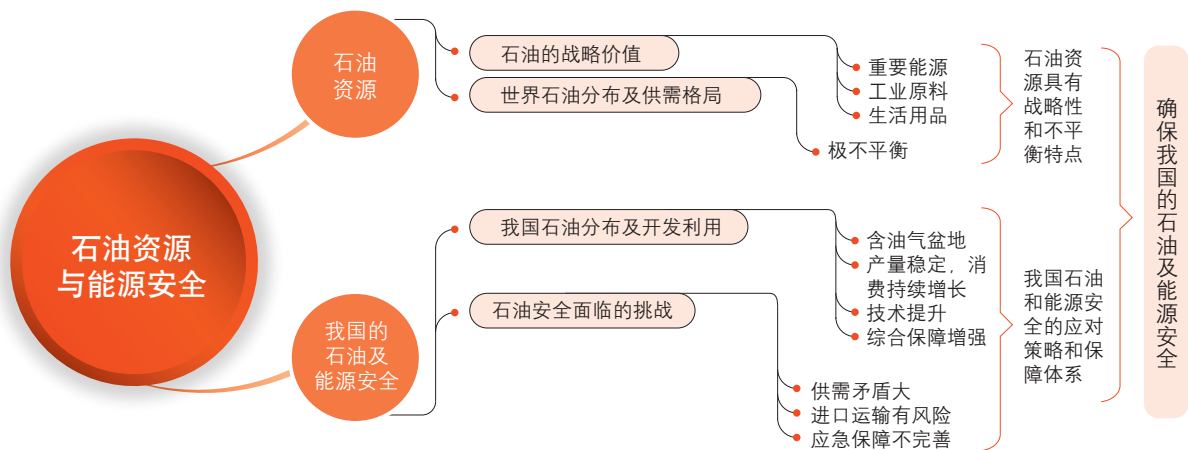 石油资源
与能源安全
石油
资源
石油的战略价值
重要能源
工业原料
生活用品
世界石油分布及供需格局
极不平衡
石油资
源具有
战略性
和不平
衡特点
我国的
石油及
能源安全
我国石油分布及开发利用
含油气盆地
产量稳定，消
费持续增长
技术提升
综合保障增强
石油安全面临的挑战
供需矛盾大
进口运输有风险
应急保障不完善
我国石油
和能源安
全的应对
策略和保
障体系
确保我国的石油及能源安全